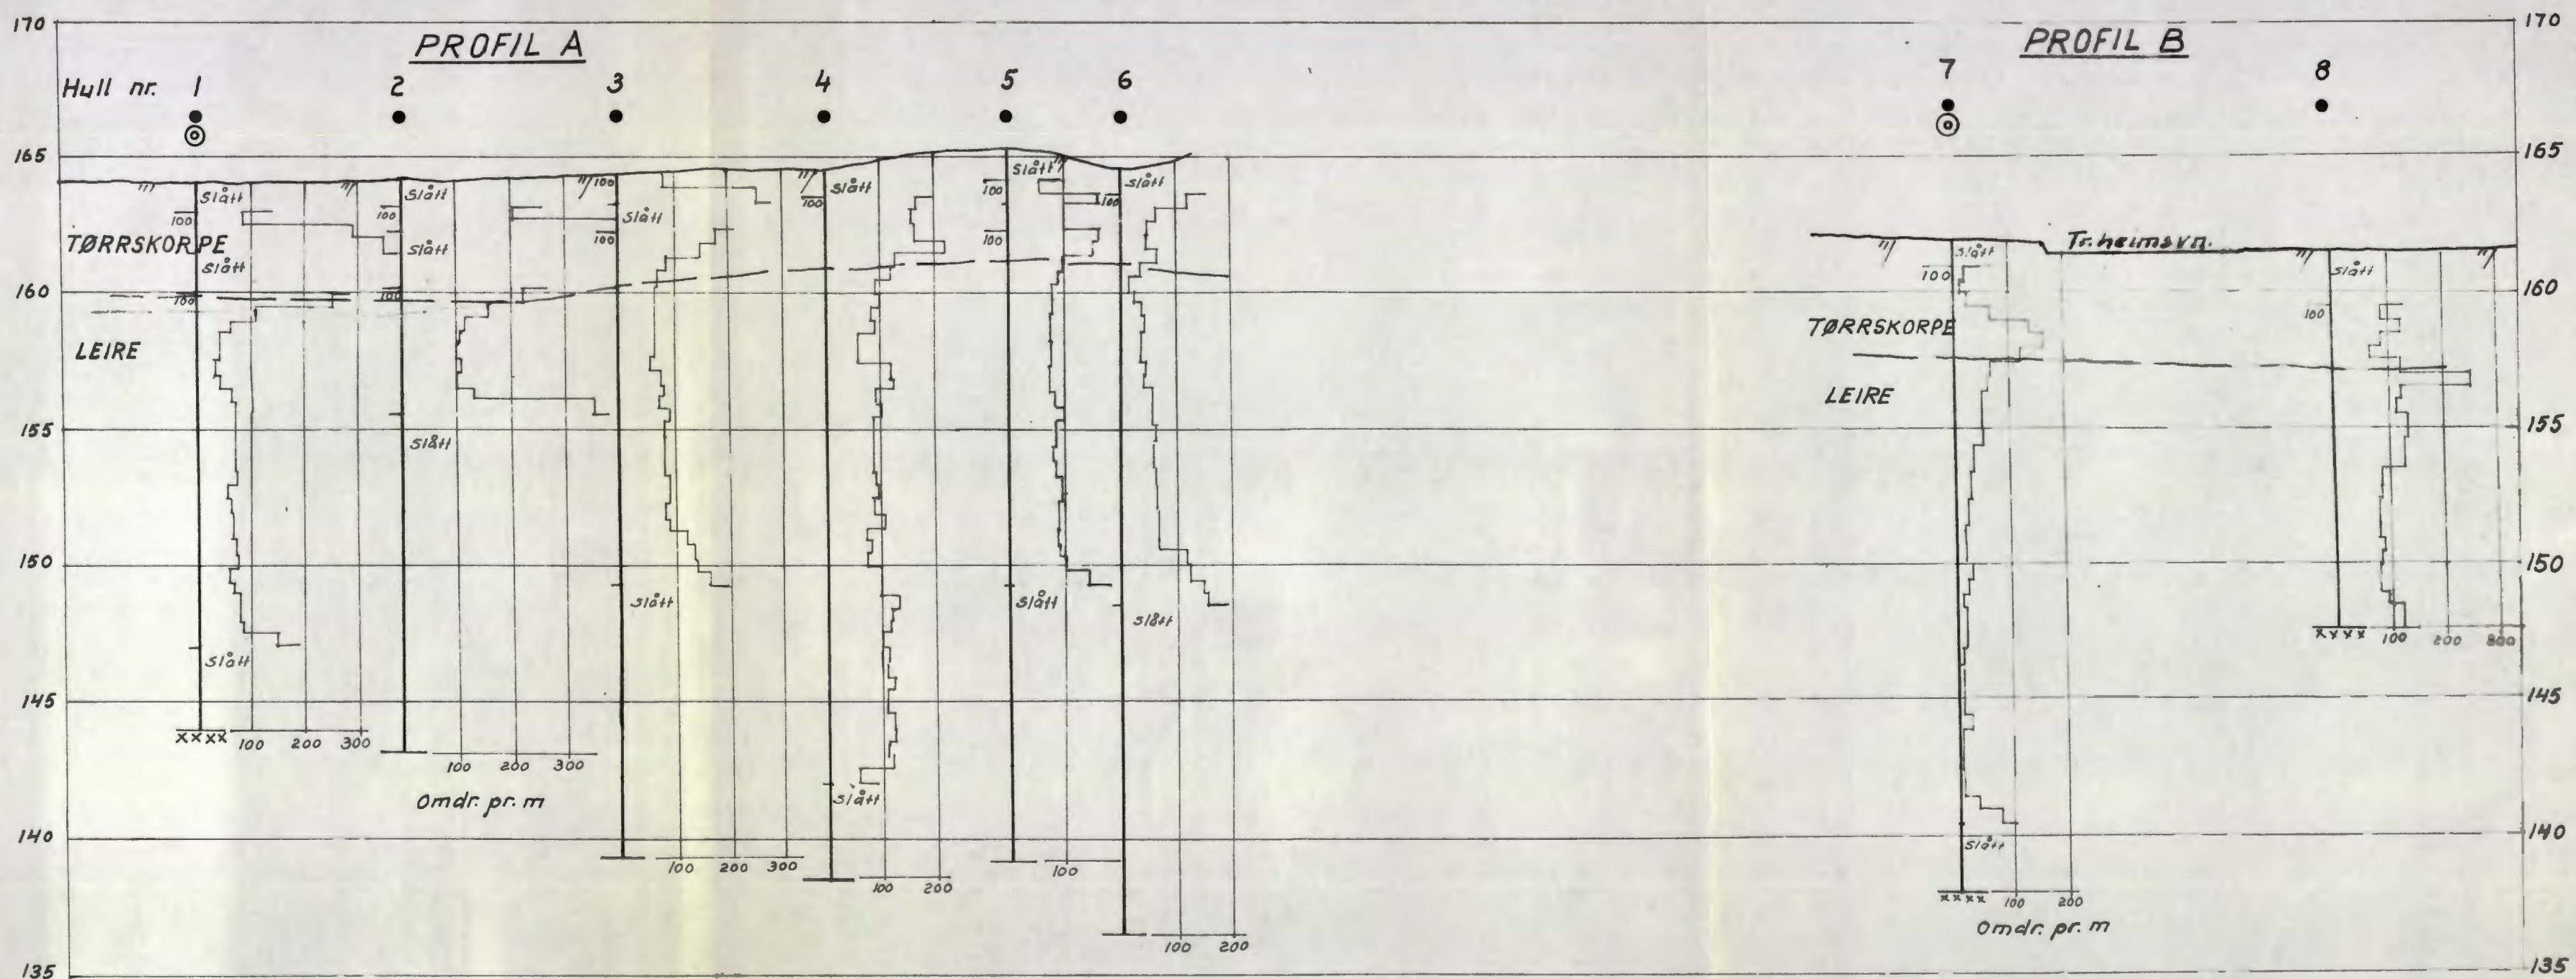 170 170
PROFIL A PROFIL B
Hull nr. 1 2 3 4 5 6 7 8
165 165
Slått Slått 100 Slått Slått Slått
100 100 100 100 100
Slått
TØRRSKORPE Slått 100 100 Tr.heimsvn.
Slått Slått Slått
100
160 100 100 160
100
TØRRSKORPE
LEIRE LEIRE
155 155
Slått
150 150
Slått Slått Slått
Slått
xxxx 100 200 300
145 145
xxxx 100 200 300
100 200 300
Omdr. pr. m
Slått
140 140
Slått
100 200 300 100 200 100
xxxx 100 200
Omdr. pr. m
100 200
135 135